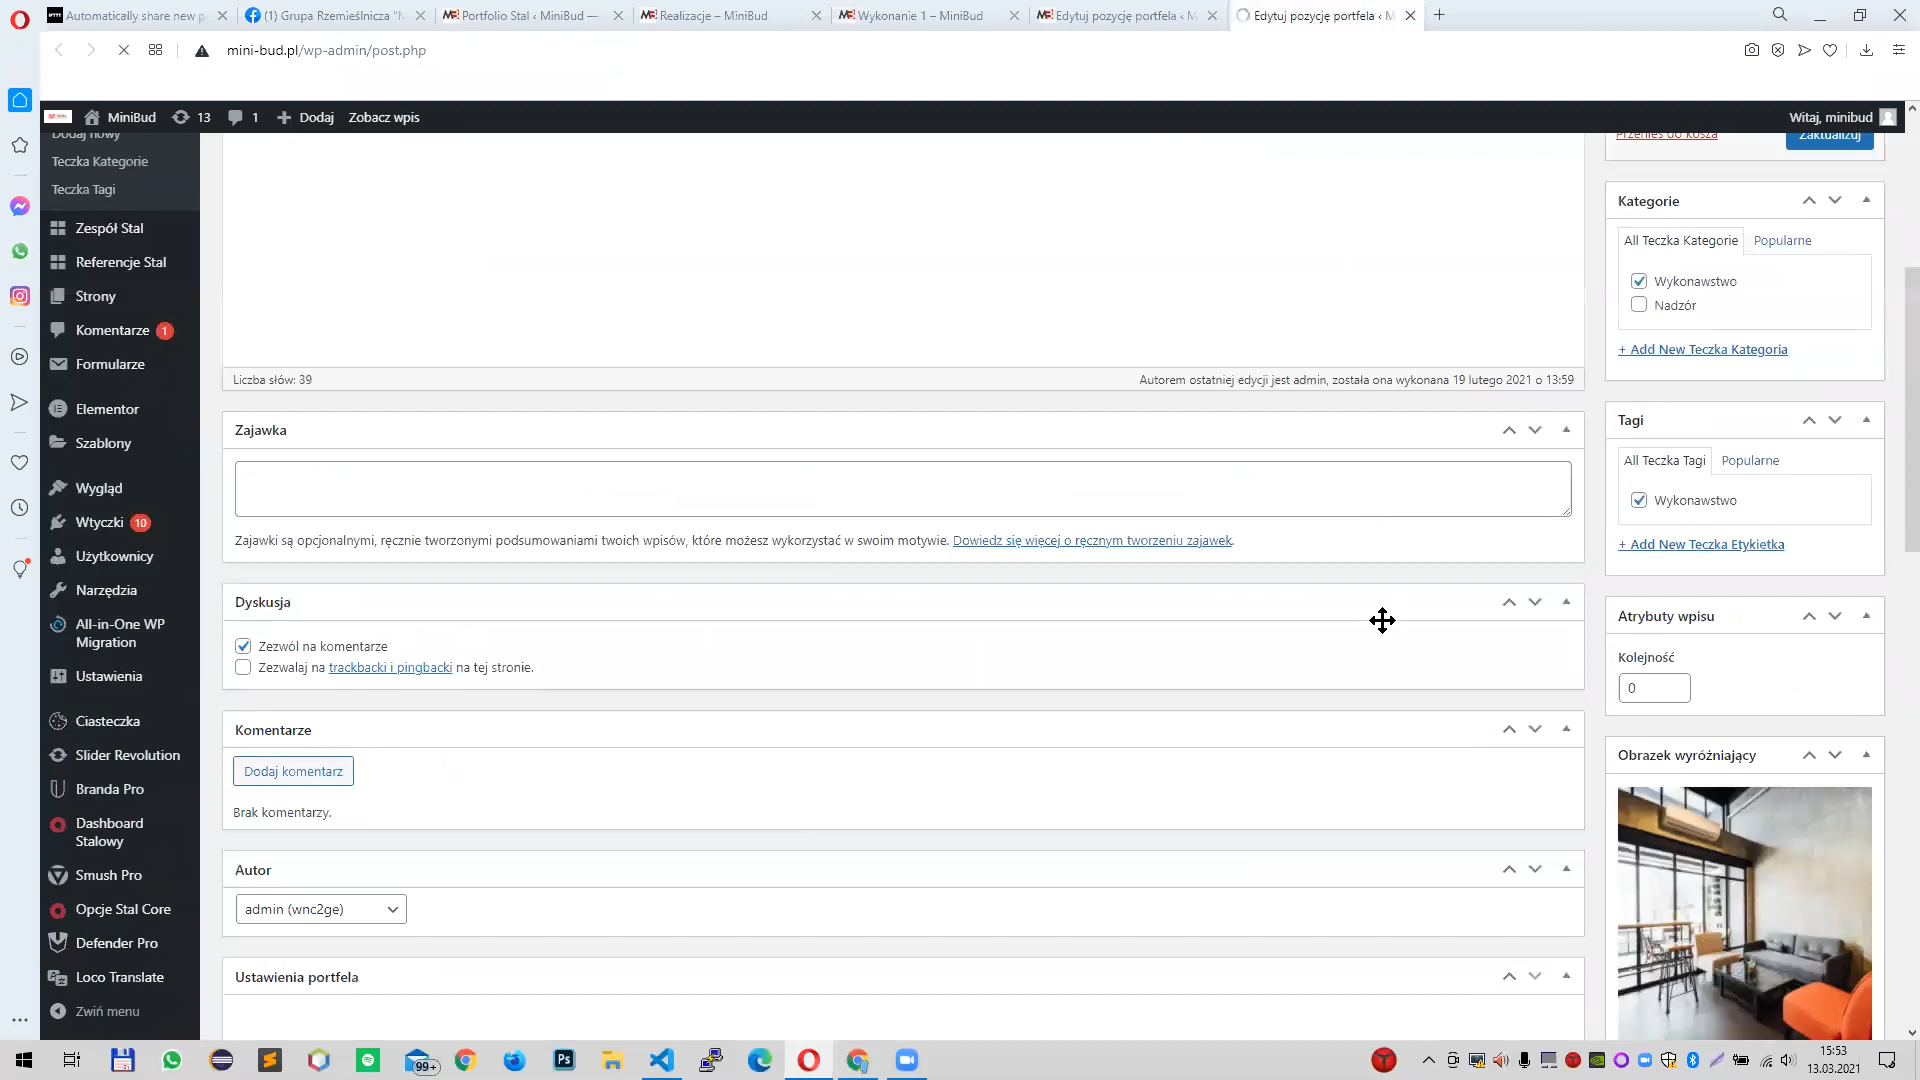 Automatically share new p
(1) Grupa Rzemieślnicza "M
Portfolio Stal ‹ MiniBud —
Realizacje – MiniBud
Wykonanie 1 – MiniBud
Edytuj pozycję portfela ‹ M
Edytuj pozycję portfela ‹ M
mini-bud.pl/wp-admin/post.php
MiniBud
13
1
Dodaj
Zobacz wpis
Witaj, minibud
Dodaj nowy
Teczka Kategorie
Teczka Tagi
Zespół Stal
Referencje Stal
Strony
Komentarze 1
Formularze
Elementor
Szablony
Wygląd
Wtyczki 10
Użytkownicy
Narzędzia
All-in-One WP
Migration
Ustawienia
Ciasteczka
Slider Revolution
Branda Pro
Dashboard
Stalowy
Smush Pro
Opcje Stal Core
Defender Pro
Loco Translate
Zwiń menu
Liczba słów: 39
Autorem ostatniej edycji jest admin, została ona wykonana 19 lutego 2021 o 13:59
Zajawka
Zajawki są opcjonalnymi, ręcznie tworzonymi podsumowaniami twoich wpisów, które możesz wykorzystać w swoim motywie. Dowiedz się więcej o ręcznym tworzeniu zajawek.
Dyskusja
Zezwól na komentarze
Zezwalaj na trackbacki i pingbacki na tej stronie.
Komentarze
Dodaj komentarz
Brak komentarzy.
Autor
admin (wnc2ge)
Ustawienia portfela
Przenieś do kosza
Zaktualizuj
Kategorie
All Teczka Kategorie
Popularne
Wykonawstwo
Nadzór
+ Add New Teczka Kategoria
Tagi
All Teczka Tagi
Popularne
Wykonawstwo
+ Add New Teczka Etykietka
Atrybuty wpisu
Kolejność
0
Obrazek wyróżniający
99+
Ps
15:53
13.03.2021